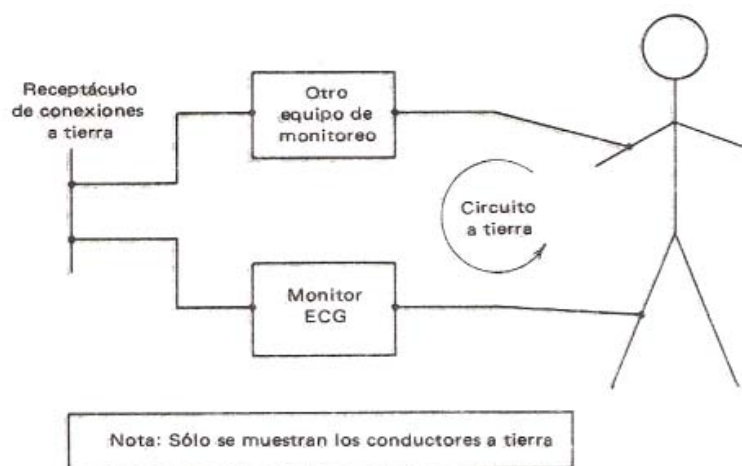 Receptáculo
de conexiones
a tierra
Otro
equipo de
monitoreo
Circuito
a tierra
Monitor
ECG
Nota: Sólo se muestran los conductores a tierra